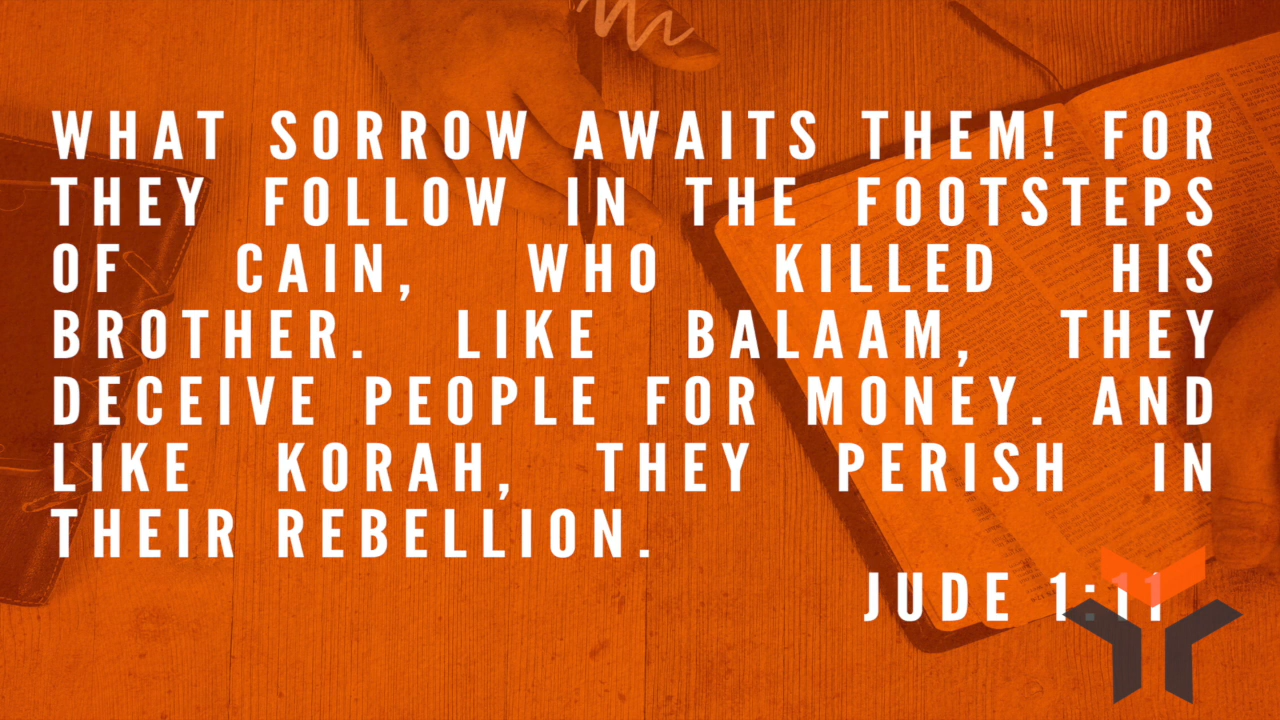 WHAT SORROW AWAITS THEM! FOR
THEY FOLLOW IN THE FOOTSTEPS
OF CAIN, WHO KILLED HIS
BROTHER. LIKE BALAAM, THEY
DECEIVE PEOPLE FOR MONEY. AND
LIKE KORAH, THEY PERISH IN
THEIR REBELLION.
JUDE 1:11